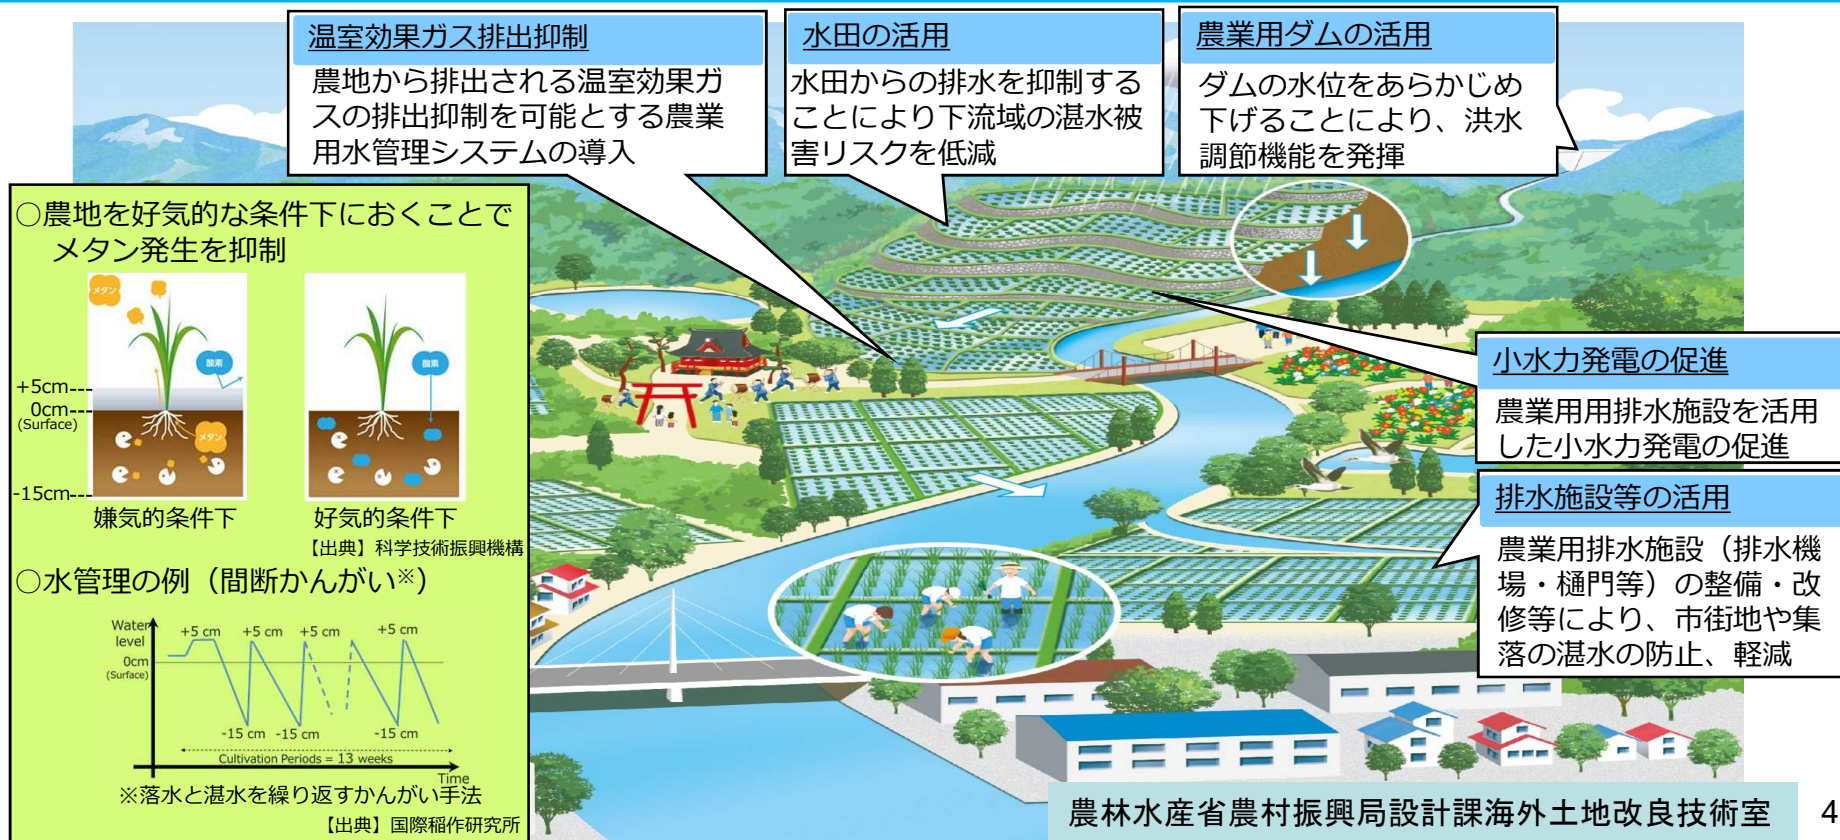 温室効果ガス排出抑制
農地から排出される温室効果ガ
スの排出抑制を可能とする農業
用水管理システムの導入
水田の活用
水田からの排水を抑制する
ことにより下流域の湛水被
害リスクを低減
農業用ダムの活用
ダムの水位をあらかじめ
下げることにより、洪水
調節機能を発揮
○農地を好気的な条件下におくことで
メタン発生を抑制
メタン
酸素
酸素
+5cm
0cm
(Surface)
メタン
-15cm
嫌気的条件下
好気的条件下
【出典】科学技術振興機構
○水管理の例（間断かんがい※）
Water
level
+5 cm
+5 cm
+5 cm
+5 cm
0cm
(Surface)
-15 cm
-15 cm
-15 cm
Cultivation Periods = 13 weeks
Time
※落水と湛水を繰り返すかんがい手法
【出典】国際稲作研究所
小水力発電の促進
農業用用排水施設を活用
した小水力発電の促進
排水施設等の活用
農業用排水施設（排水機
場・樋門等）の整備・改
修等により、市街地や集
落の湛水の防止、軽減
農林水産省農村振興局設計課海外土地改良技術室
4